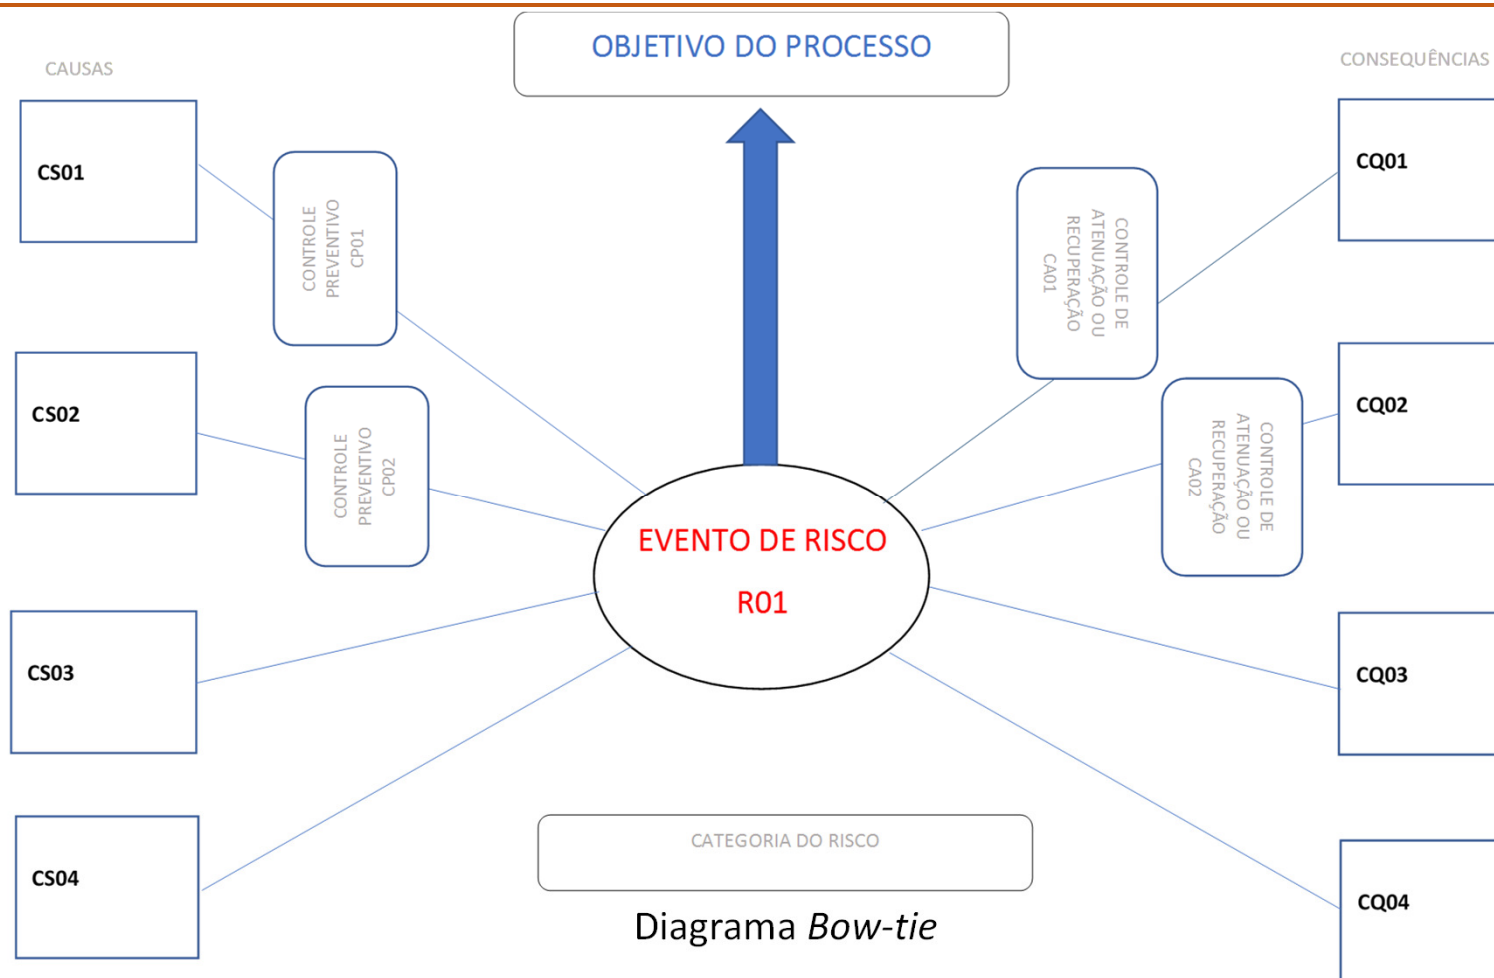 OBJETIVO DO PROCESSO
CAUSAS
CONSEQUÊNCIAS
CS01
CONTROLE
PREVENTIVO
CP01
CONTROLE DE
ATENUAÇÃO OU
RECUPERAÇÃO
CA01
CQ01
CS02
CONTROLE
PREVENTIVO
CP02
CONTROLE DE
ATENUAÇÃO OU
RECUPERAÇÃO
CA02
CQ02
EVENTO DE RISCO
R01
CS03
CQ03
CS04
CATEGORIA DO RISCO
CQ04
Diagrama Bow-tie